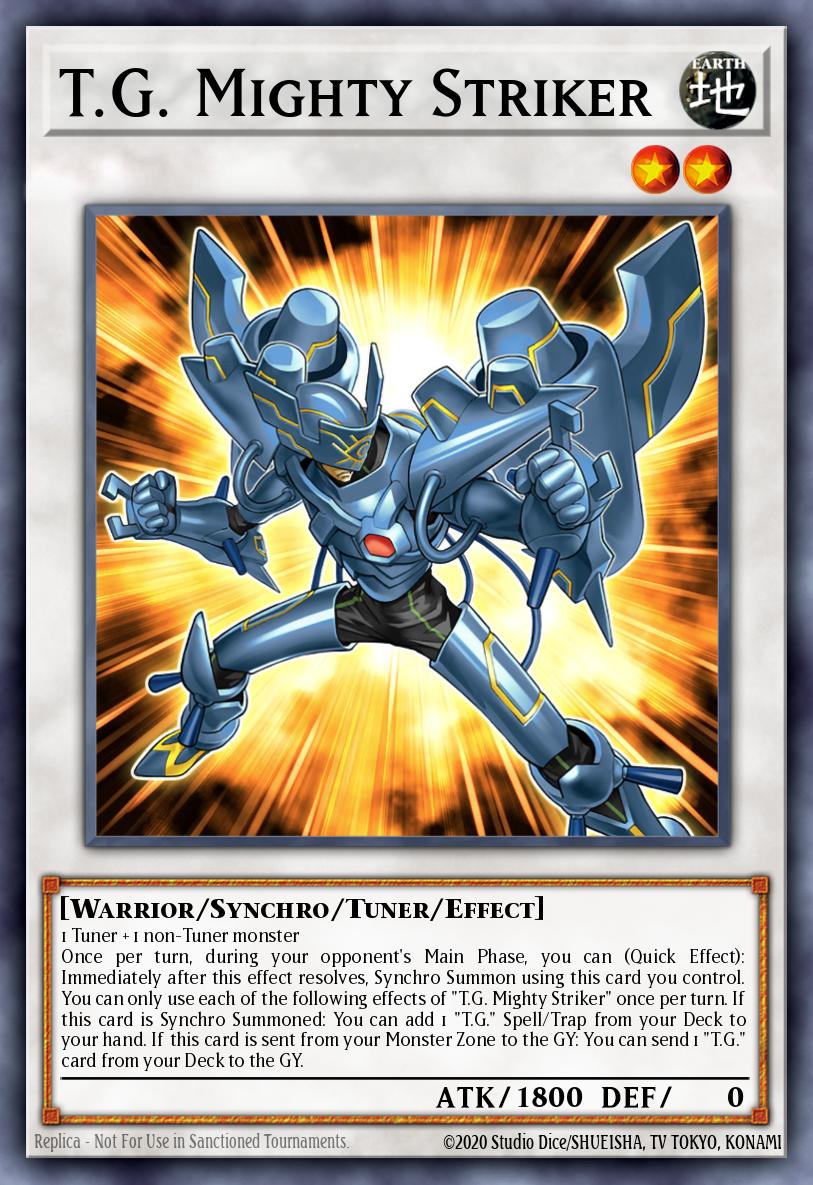 T.G. Mighty Striker
EARTH
地
[Warrior/Synchro/Tuner/Effect]
1 Tuner + 1 non-Tuner monster
Once per turn, during your opponent's Main Phase, you can (Quick Effect):
Immediately after this effect resolves, Synchro Summon using this card you control.
You can only use each of the following effects of "T.G. Mighty Striker" once per turn. If
this card is Synchro Summoned: You can add 1 "T.G." Spell/Trap from your Deck to
your hand. If this card is sent from your Monster Zone to the GY: You can send 1 "T.G."
card from your Deck to the GY.
ATK/1800 DEF/ 0
Replica - Not For Use in Sanctioned Tournaments.
©2020 Studio Dice/SHUEISHA, TV TOKYO, KONAMI